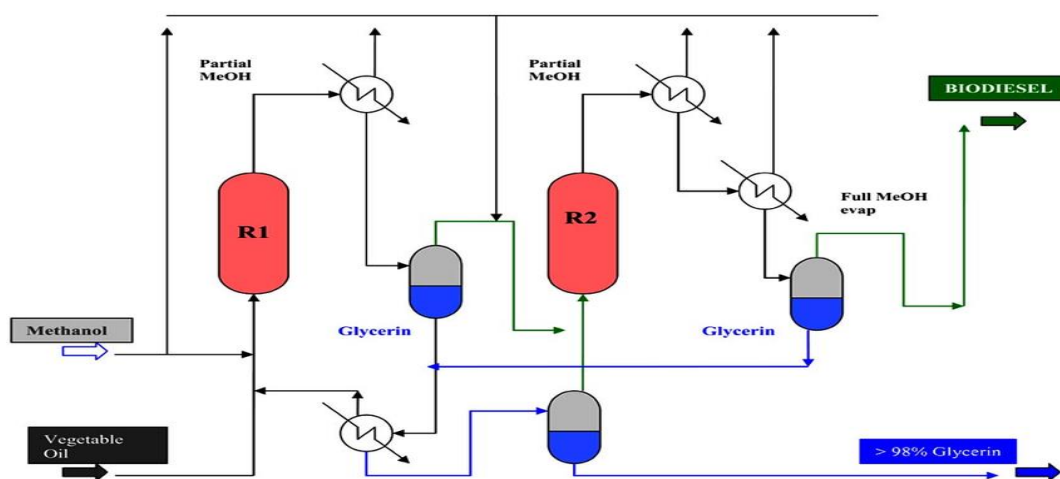 Partial
MeOH
Partial
MeOH
BIODIESEL
R1
R2
Full MeOH
evap
Methanol
Glycerin
Glycerin
Vegetable
Oil
> 98% Glycerin